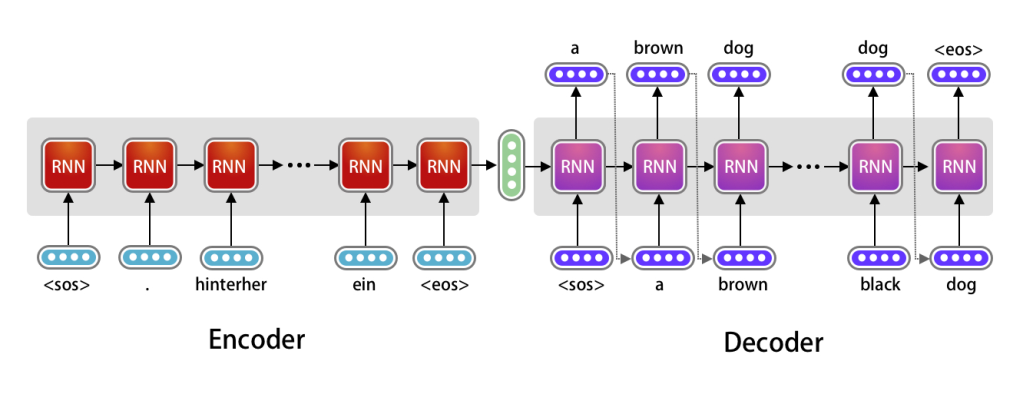 a brown dog dog <eos>
RNN RNN RNN RNN RNN RNN RNN RNN RNN RNN
<sos> . hinterher ein <eos> <sos> a brown black dog
Encoder Decoder